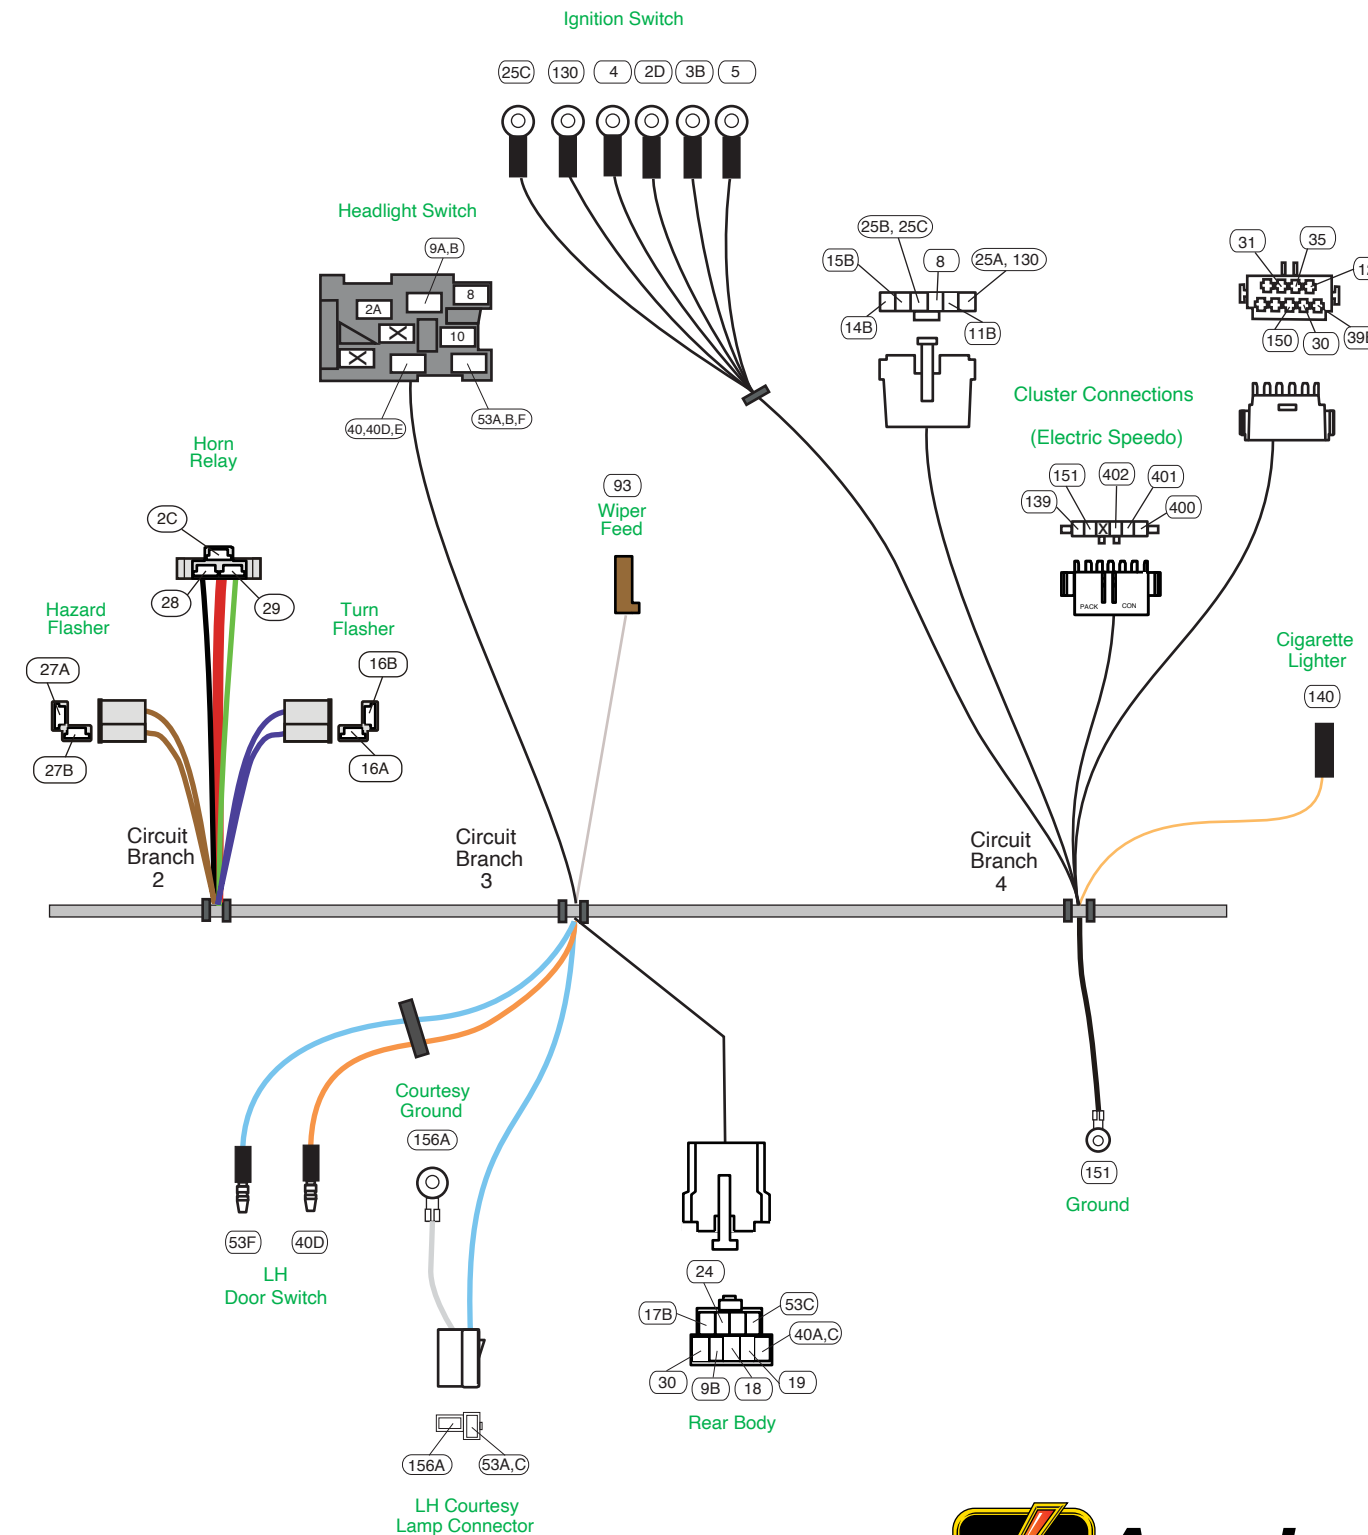 Ignition Switch
25C 130 4 2D 3B 5
Headlight Switch
9A,B
8
2A
10
40,40D,E
53A,B,F
25B, 25C
15B
8
25A, 130
14B
11B
31
35
150
30
Cluster Connections
(Electric Speedo)
151
402
401
139
400
PACK
CON
Horn
Relay
2C
28
29
Hazard
Flasher
27A
27B
Turn
Flasher
16B
16A
93
Wiper
Feed
Cigarette
Lighter
140
Circuit
Branch
2
Circuit
Branch
3
Circuit
Branch
4
Courtesy
Ground
156A
53F
40D
LH
Door Switch
151
Ground
24
17B
53C
40A,C
30
9B
18
19
Rear Body
156A
53A,C
LH Courtesy
Lamp Connector